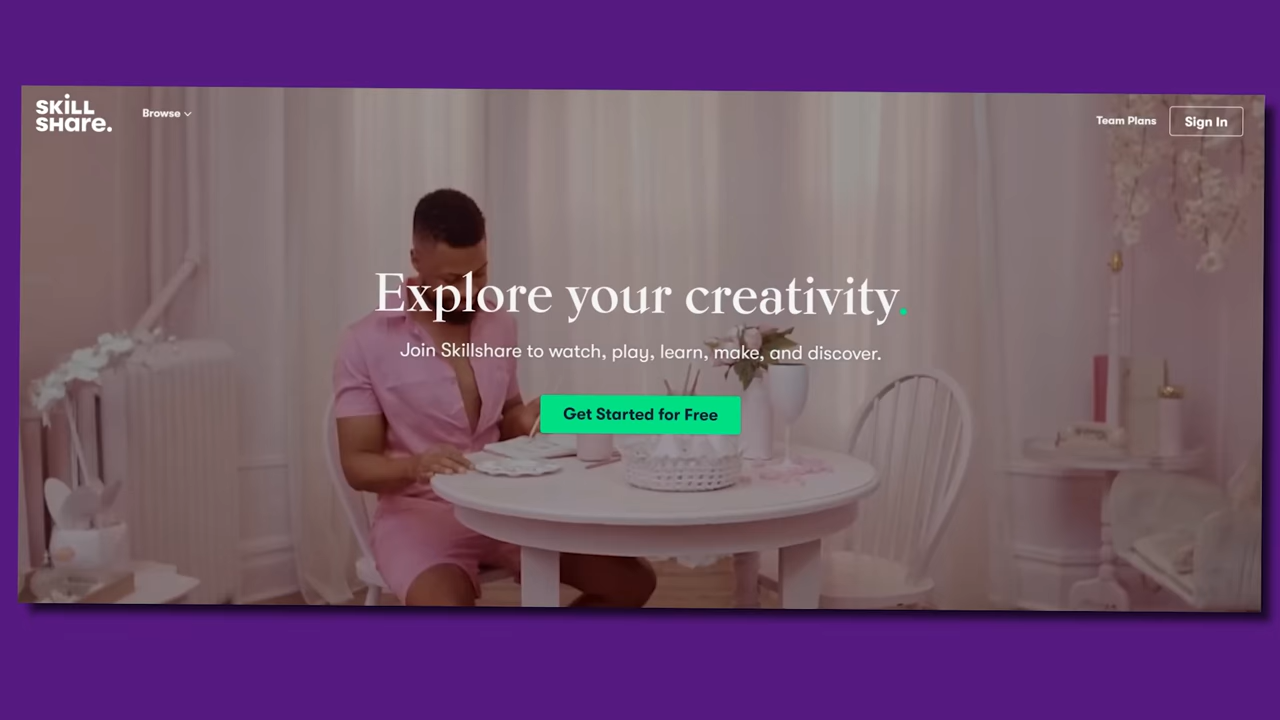 SKILL
SHare.
Browse
Team Plans
Sign In
Explore your creativity.
Join Skillshare to watch, play, learn, make, and discover.
Get Started for Free